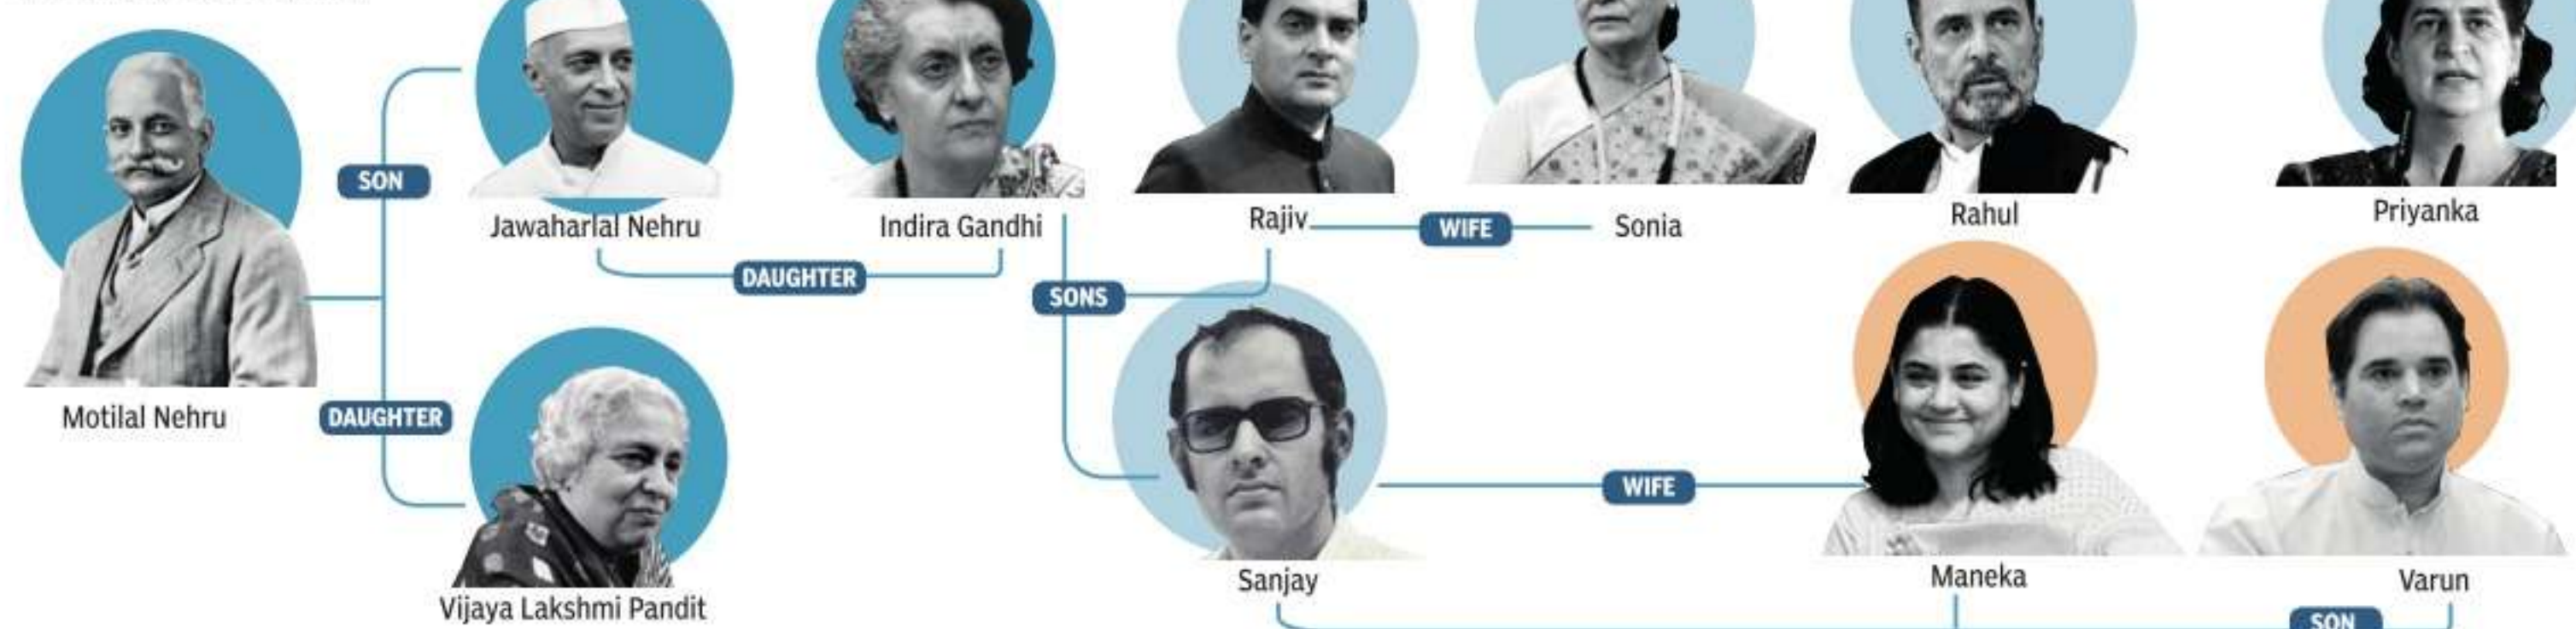 SON
Jawaharlal Nehru
Indira Gandhi
Rajiv
WIFE
Sonia
Rahul
Priyanka
DAUGHTER
SONS
Motilal Nehru
DAUGHTER
WIFE
Sanjay
Maneka
Varun
Vijaya Lakshmi Pandit
SON